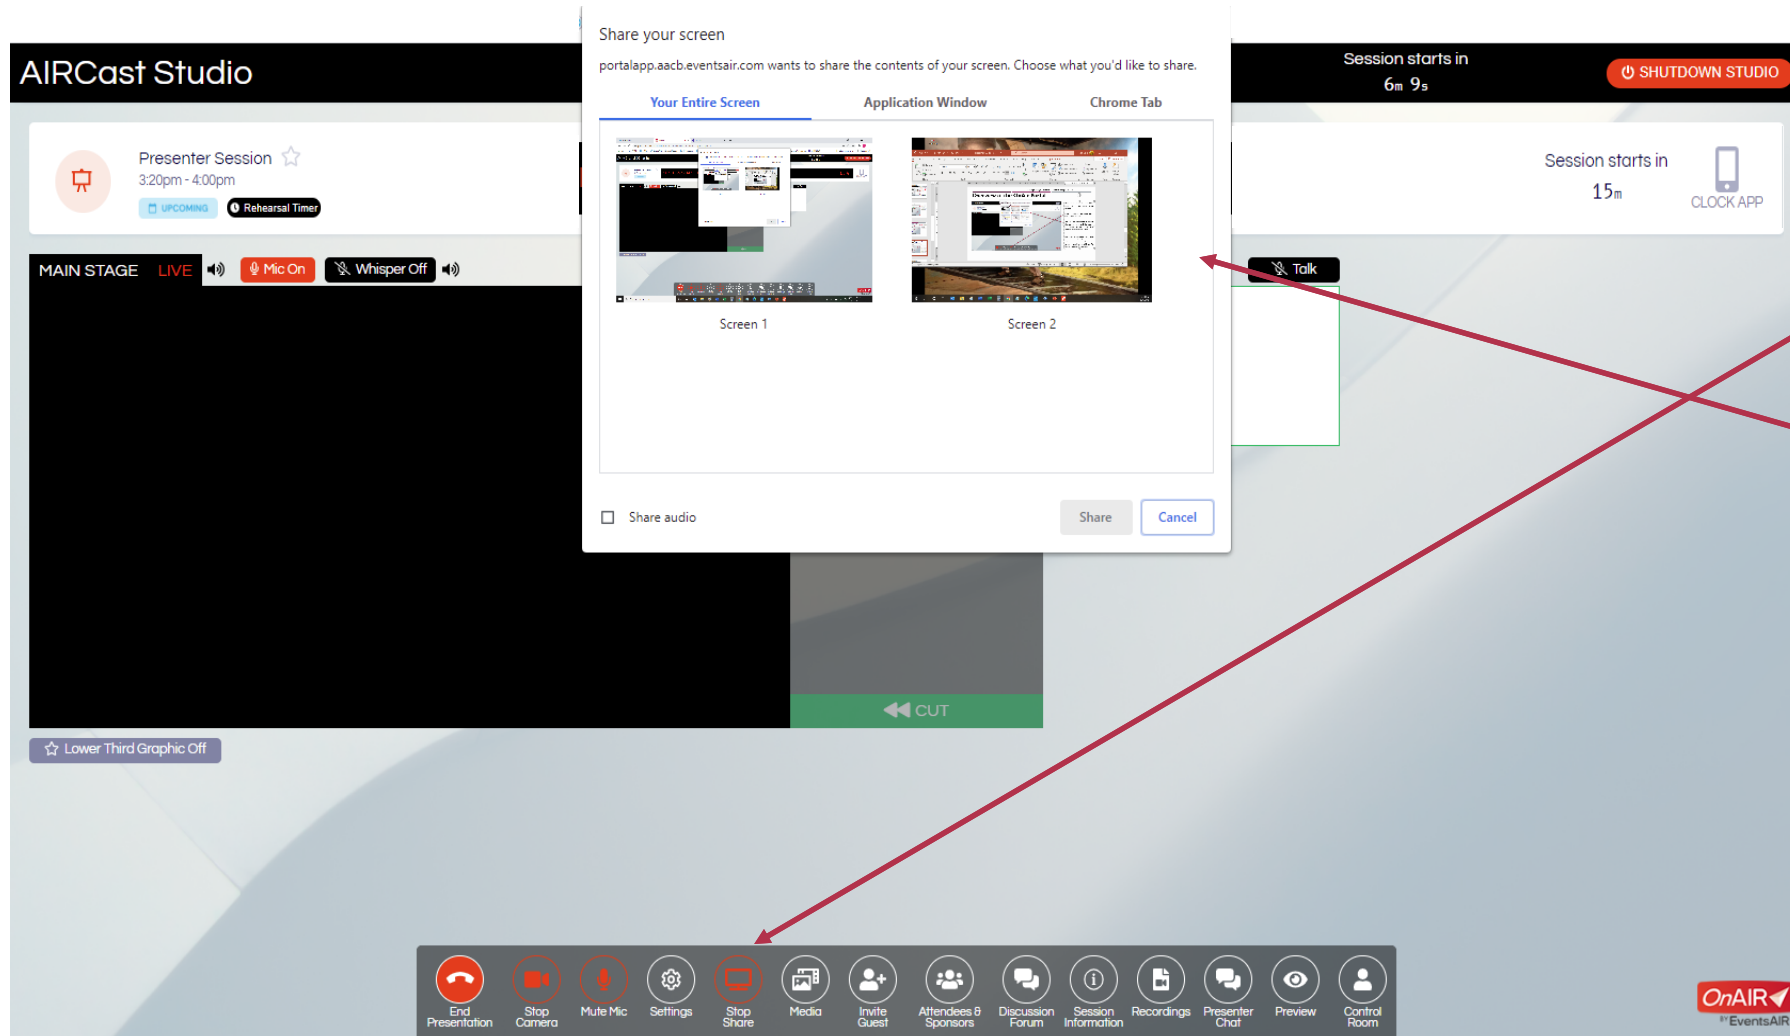 Share your screen
portalapp.aacb.eventsair.com wants to share the contents of your screen. Choose what you'd like to share.
Your Entire Screen Application Window Chrome Tab
Screen 1 Screen 2
Share audio Share Cancel
AIRCast Studio
Session starts in
6m 9s
SHUTDOWN STUDIO
Presenter Session
3:20pm - 4:00pm
UPCOMING Rehearsal Timer
Session starts in
15m
CLOCK APP
MAIN STAGE LIVE Mic On Whisper Off
Talk
CUT
Lower Third Graphic Off
End Presentation
Stop Camera
Mute Mic
Settings
Stop Share
Media
Invite Guest
Attendees & Sponsors
Discussion Forum
Session Information
Recordings
Presenter Chat
Preview
Control Room
OnAIR
BY EventsAIR